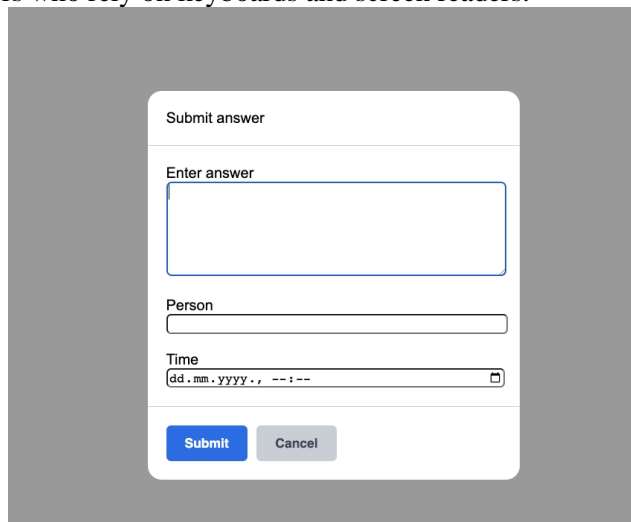 who rely on keyboards and screen readers.
Submit answer
Enter answer
Person
Time
dd.mm.yyyy., --:--
Submit Cancel